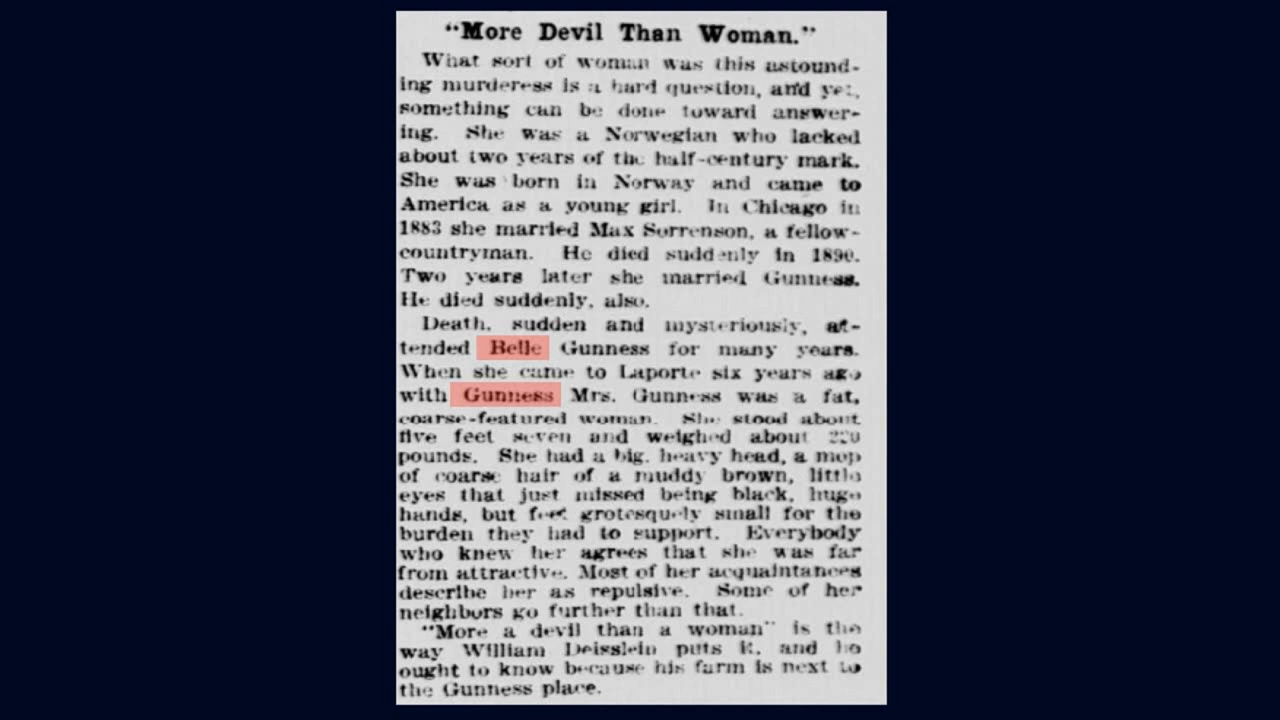 "More Devil Than Woman."
What sort of woman was this astound-
ing murderess is a hard question, and yet,
something can be done toward answer-
ing. She was a Norwegian who lacked
about two years of the half-century mark.
She was born in Norway and came to
America as a young girl. In Chicago in
1883 she married Max Sorrenson, a fellow-
countryman. He died suddenly in 1890.
Two years later she married Gunness.
He died suddenly, also.
Death, sudden and mysteriously, at-
tended Belle Gunness for many years.
When she came to Laporte six years ago
with Gunness Mrs. Gunness was a fat,
coarse-featured woman. She stood about
five feet seven and weighed about 220
pounds. She had a big, heavy head, a mop
of coarse hair of a muddy brown, little
eyes that just missed being black, huge
hands, but feet grotesquely small for the
burden they had to support. Everybody
who knew her agrees that she was far
from attractive. Most of her acquaintances
describe her as repulsive. Some of her
neighbors go further than that.
"More a devil than a woman" is the
way William Deisslein puts it, and he
ought to know because his farm is next to
the Gunness place.